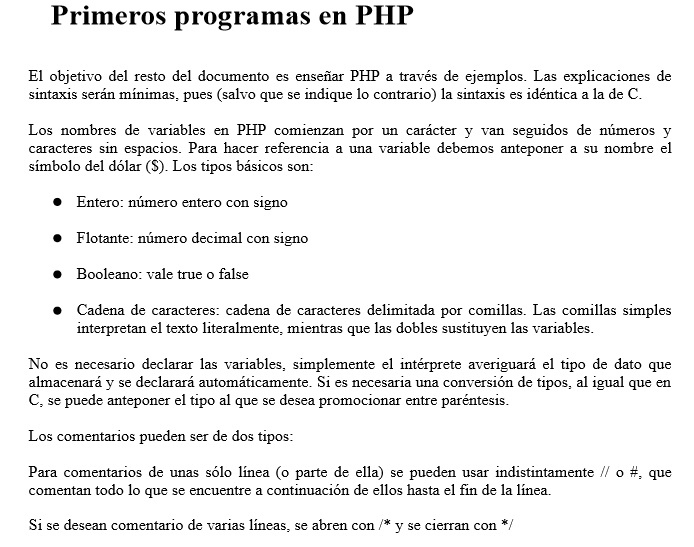 Primeros programas en PHP
El objetivo del resto del documento es enseñar PHP a través de ejemplos. Las explicaciones de
sintaxis serán mínimas, pues (salvo que se indique lo contrario) la sintaxis es idéntica a la de C.
Los nombres de variables en PHP comienzan por un carácter y van seguidos de números y
caracteres sin espacios. Para hacer referencia a una variable debemos anteponer a su nombre el
símbolo del dólar ($). Los tipos básicos son:
● Entero: número entero con signo
● Flotante: número decimal con signo
● Booleano: vale true o false
● Cadena de caracteres: cadena de caracteres delimitada por comillas. Las comillas simples
interpretan el texto literalmente, mientras que las dobles sustituyen las variables.
No es necesario declarar las variables, simplemente el intérprete averiguará el tipo de dato que
almacenará y se declarará automáticamente. Si es necesaria una conversión de tipos, al igual que en
C, se puede anteponer el tipo al que se desea promocionar entre paréntesis.
Los comentarios pueden ser de dos tipos:
Para comentarios de unas sólo línea (o parte de ella) se pueden usar indistintamente // o #, que
comentan todo lo que se encuentre a continuación de ellos hasta el fin de la línea.
Si se desean comentario de varias líneas, se abren con /* y se cierran con */